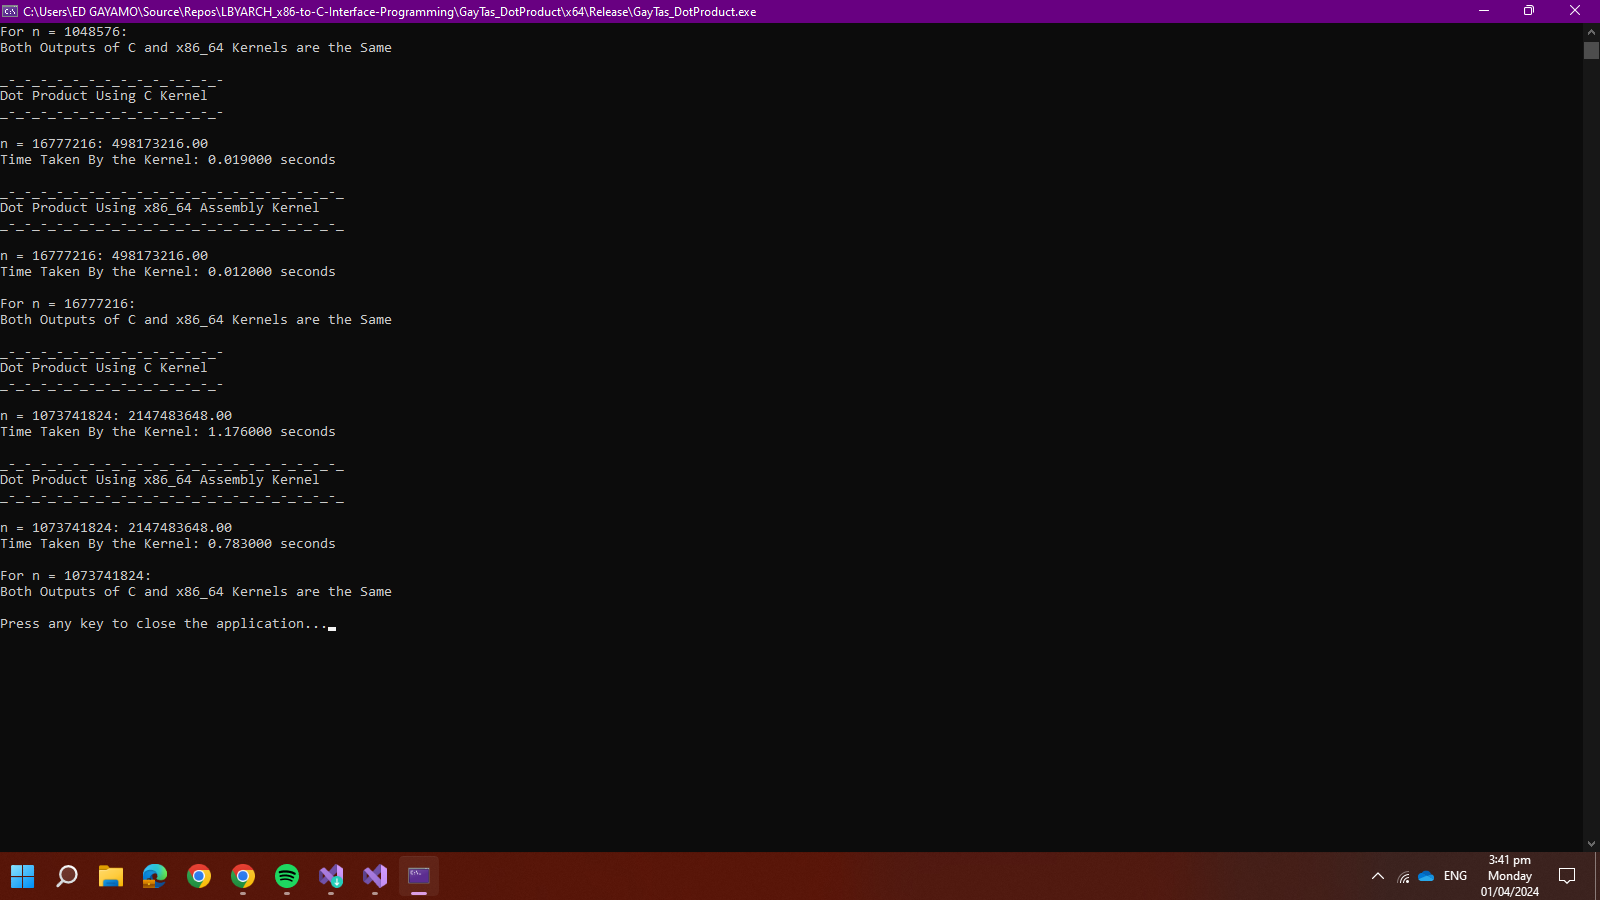 C:\Users\ED GAYAMO\Source\Repos\LBYARCH_x86-to-C-Interface-Programming\GayTas_DotProduct\x64\Release\GayTas_DotProduct.exe
For n = 1048576:
Both Outputs of C and x86_64 Kernels are the Same
_-_-_-_-_-_-_-_-_-_-_-_-_-_-
Dot Product Using C Kernel
_-_-_-_-_-_-_-_-_-_-_-_-_-_-
n = 16777216: 498173216.00
Time Taken By the Kernel: 0.019000 seconds
_-_-_-_-_-_-_-_-_-_-_-_-_-_-_-_-_-_-_-_-_-_
Dot Product Using x86_64 Assembly Kernel
_-_-_-_-_-_-_-_-_-_-_-_-_-_-_-_-_-_-_-_-_-_
n = 16777216: 498173216.00
Time Taken By the Kernel: 0.012000 seconds
For n = 16777216:
Both Outputs of C and x86_64 Kernels are the Same
_-_-_-_-_-_-_-_-_-_-_-_-_-_-
Dot Product Using C Kernel
_-_-_-_-_-_-_-_-_-_-_-_-_-_-
n = 1073741824: 2147483648.00
Time Taken By the Kernel: 1.176000 seconds
_-_-_-_-_-_-_-_-_-_-_-_-_-_-_-_-_-_-_-_-_-_
Dot Product Using x86_64 Assembly Kernel
_-_-_-_-_-_-_-_-_-_-_-_-_-_-_-_-_-_-_-_-_-_
n = 1073741824: 2147483648.00
Time Taken By the Kernel: 0.783000 seconds
For n = 1073741824:
Both Outputs of C and x86_64 Kernels are the Same
Press any key to close the application...
ENG
3:41 pm
Monday
01/04/2024